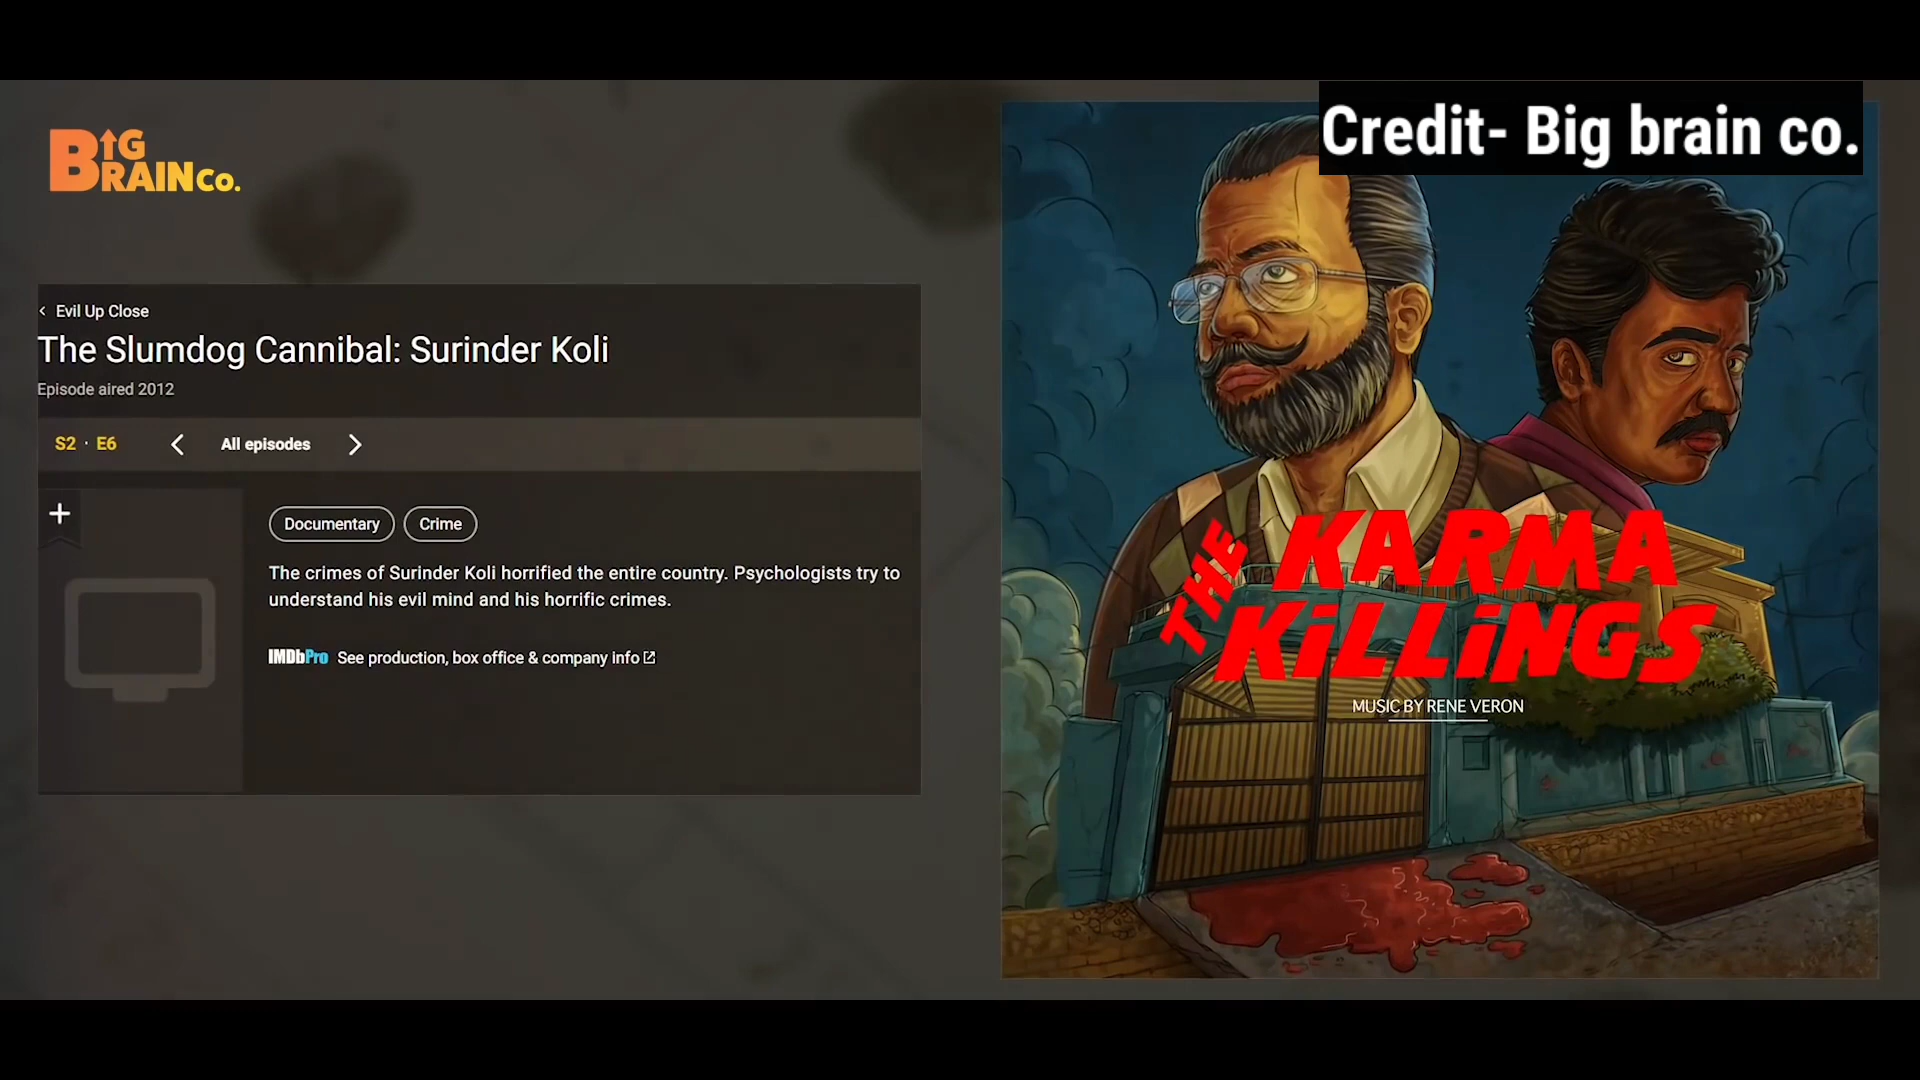 BIG
BRAIN Co.
Credit- Big brain co.
< Evil Up Close
The Slumdog Cannibal: Surinder Koli
Episode aired 2012
S2 · E6 < All episodes >
+
Documentary Crime
The crimes of Surinder Koli horrified the entire country. Psychologists try to
understand his evil mind and his horrific crimes.
IMDbPro See production, box office & company info
THE KARMA
KiLLiNGS
MUSIC BY RENE VERON